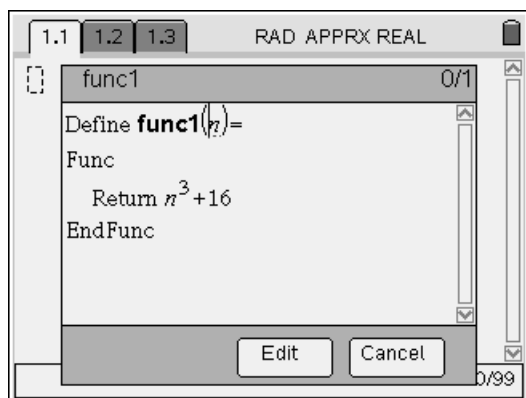 1.1 1.2 1.3 RAD APPRX REAL
func1 0/1
Define func1(n)=
Func
Return n³+16
EndFunc
Edit Cancel
0/99